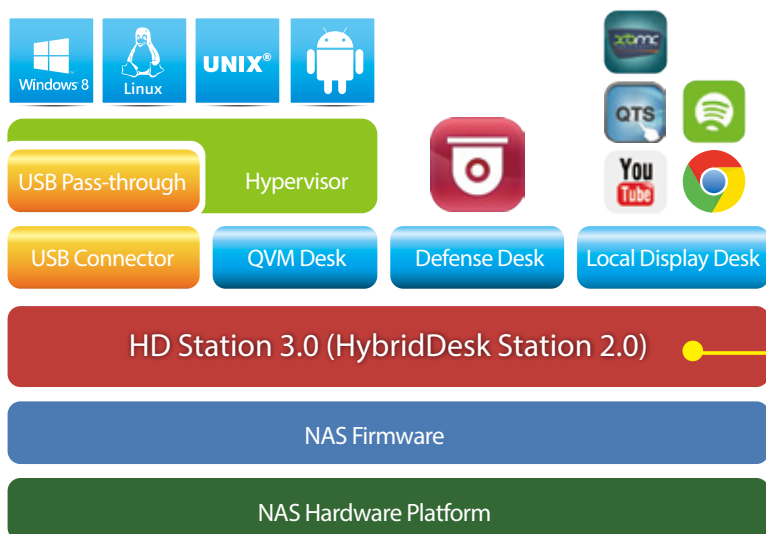 Windows 8
Linux
UNIX®
xbmc
QTS
You
Tube
USB Pass-through
Hypervisor
USB Connector
QVM Desk
Defense Desk
Local Display Desk
HD Station 3.0 (HybridDesk Station 2.0)
NAS Firmware
NAS Hardware Platform